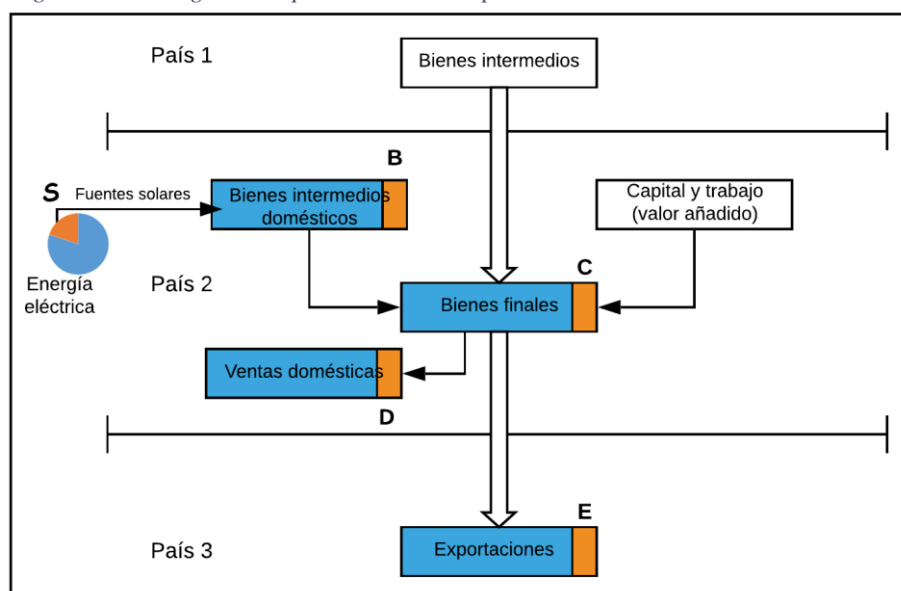 País 1
Bienes intermedios
B
S
Fuentes solares
Bienes intermedios
domésticos
Capital y trabajo
(valor añadido)
Energía
eléctrica
País 2
C
Bienes finales
Ventas domésticas
D
E
País 3
Exportaciones